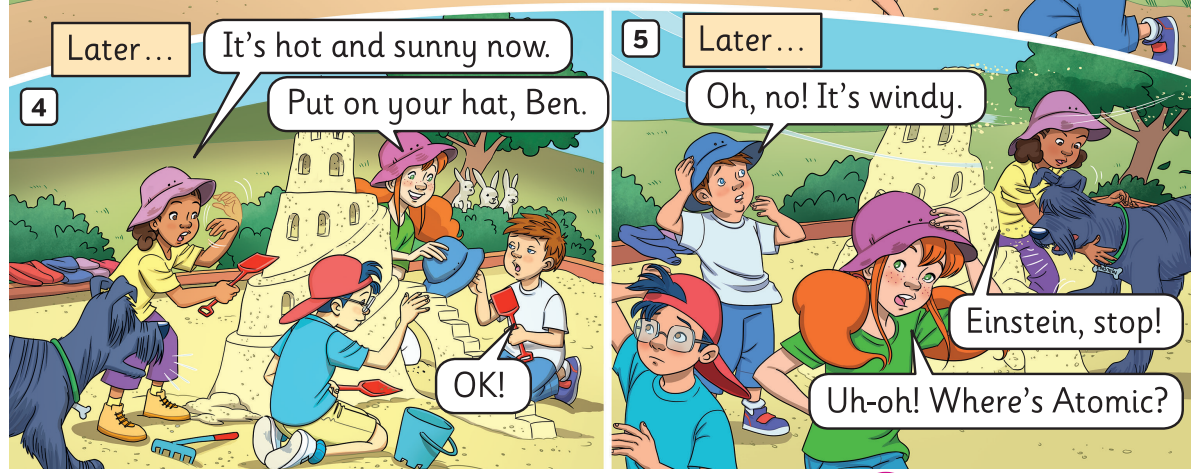 Later...
It's hot and sunny now.
Put on your hat, Ben.
4
OK!
5
Later...
Oh, no! It's windy.
Einstein, stop!
Uh-oh! Where's Atomic?